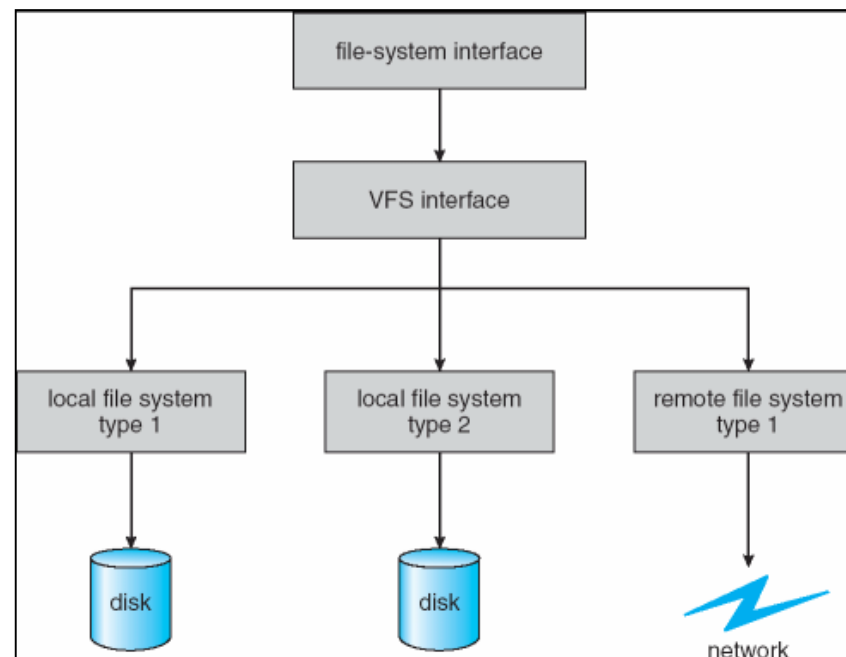 file-system interface
VFS interface
local file system
type 1
local file system
type 2
remote file system
type 1
disk
disk
network